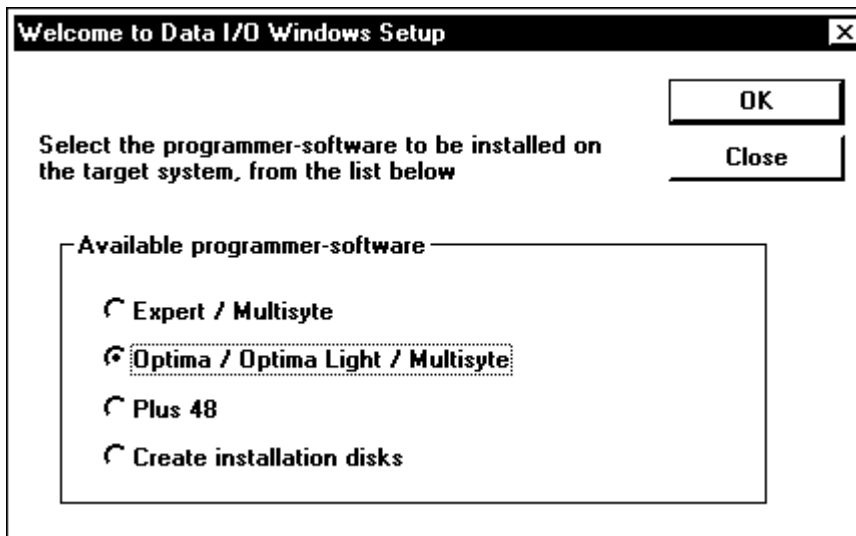 Welcome to Data I/O Windows Setup
OK
Select the programmer-software to be installed on
the target system, from the list below
Close
Available programmer-software
Expert / Multisyte
Optima / Optima Light / Multisyte
Plus 48
Create installation disks